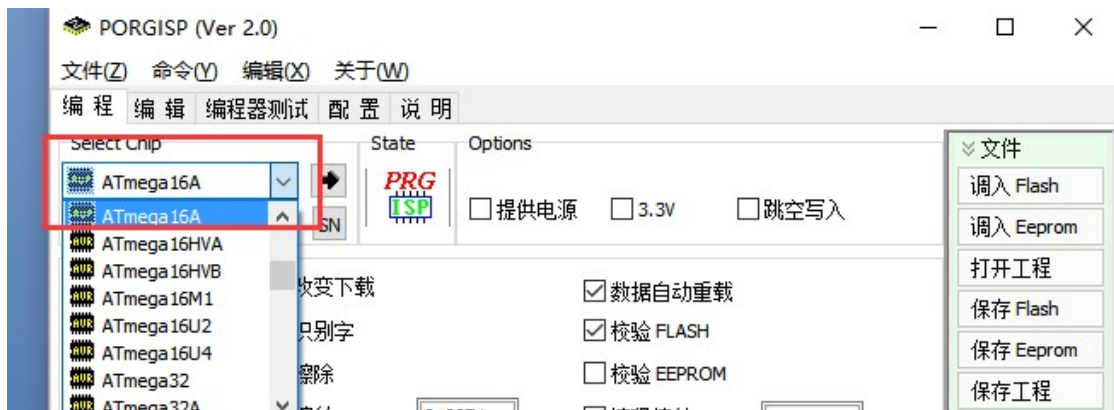 PORGISP (Ver 2.0)
文件(Z) 命令(Y) 编辑(X) 关于(W)
编 程 编 辑 编程器测试 配 置 说 明
Select Chip State Options
ATmega16A PRG ISP 提供电源 3.3V 跳空写入
ATmega16A SN
ATmega16HVA
ATmega16HVB
ATmega16M1 改变下载 数据自动重载
ATmega16U2 识别字 校验 FLASH
ATmega16U4
ATmega32 擦除 校验 EEPROM
ATmega32A
文件
调入 Flash
调入 Eeprom
打开工程
保存 Flash
保存 Eeprom
保存工程